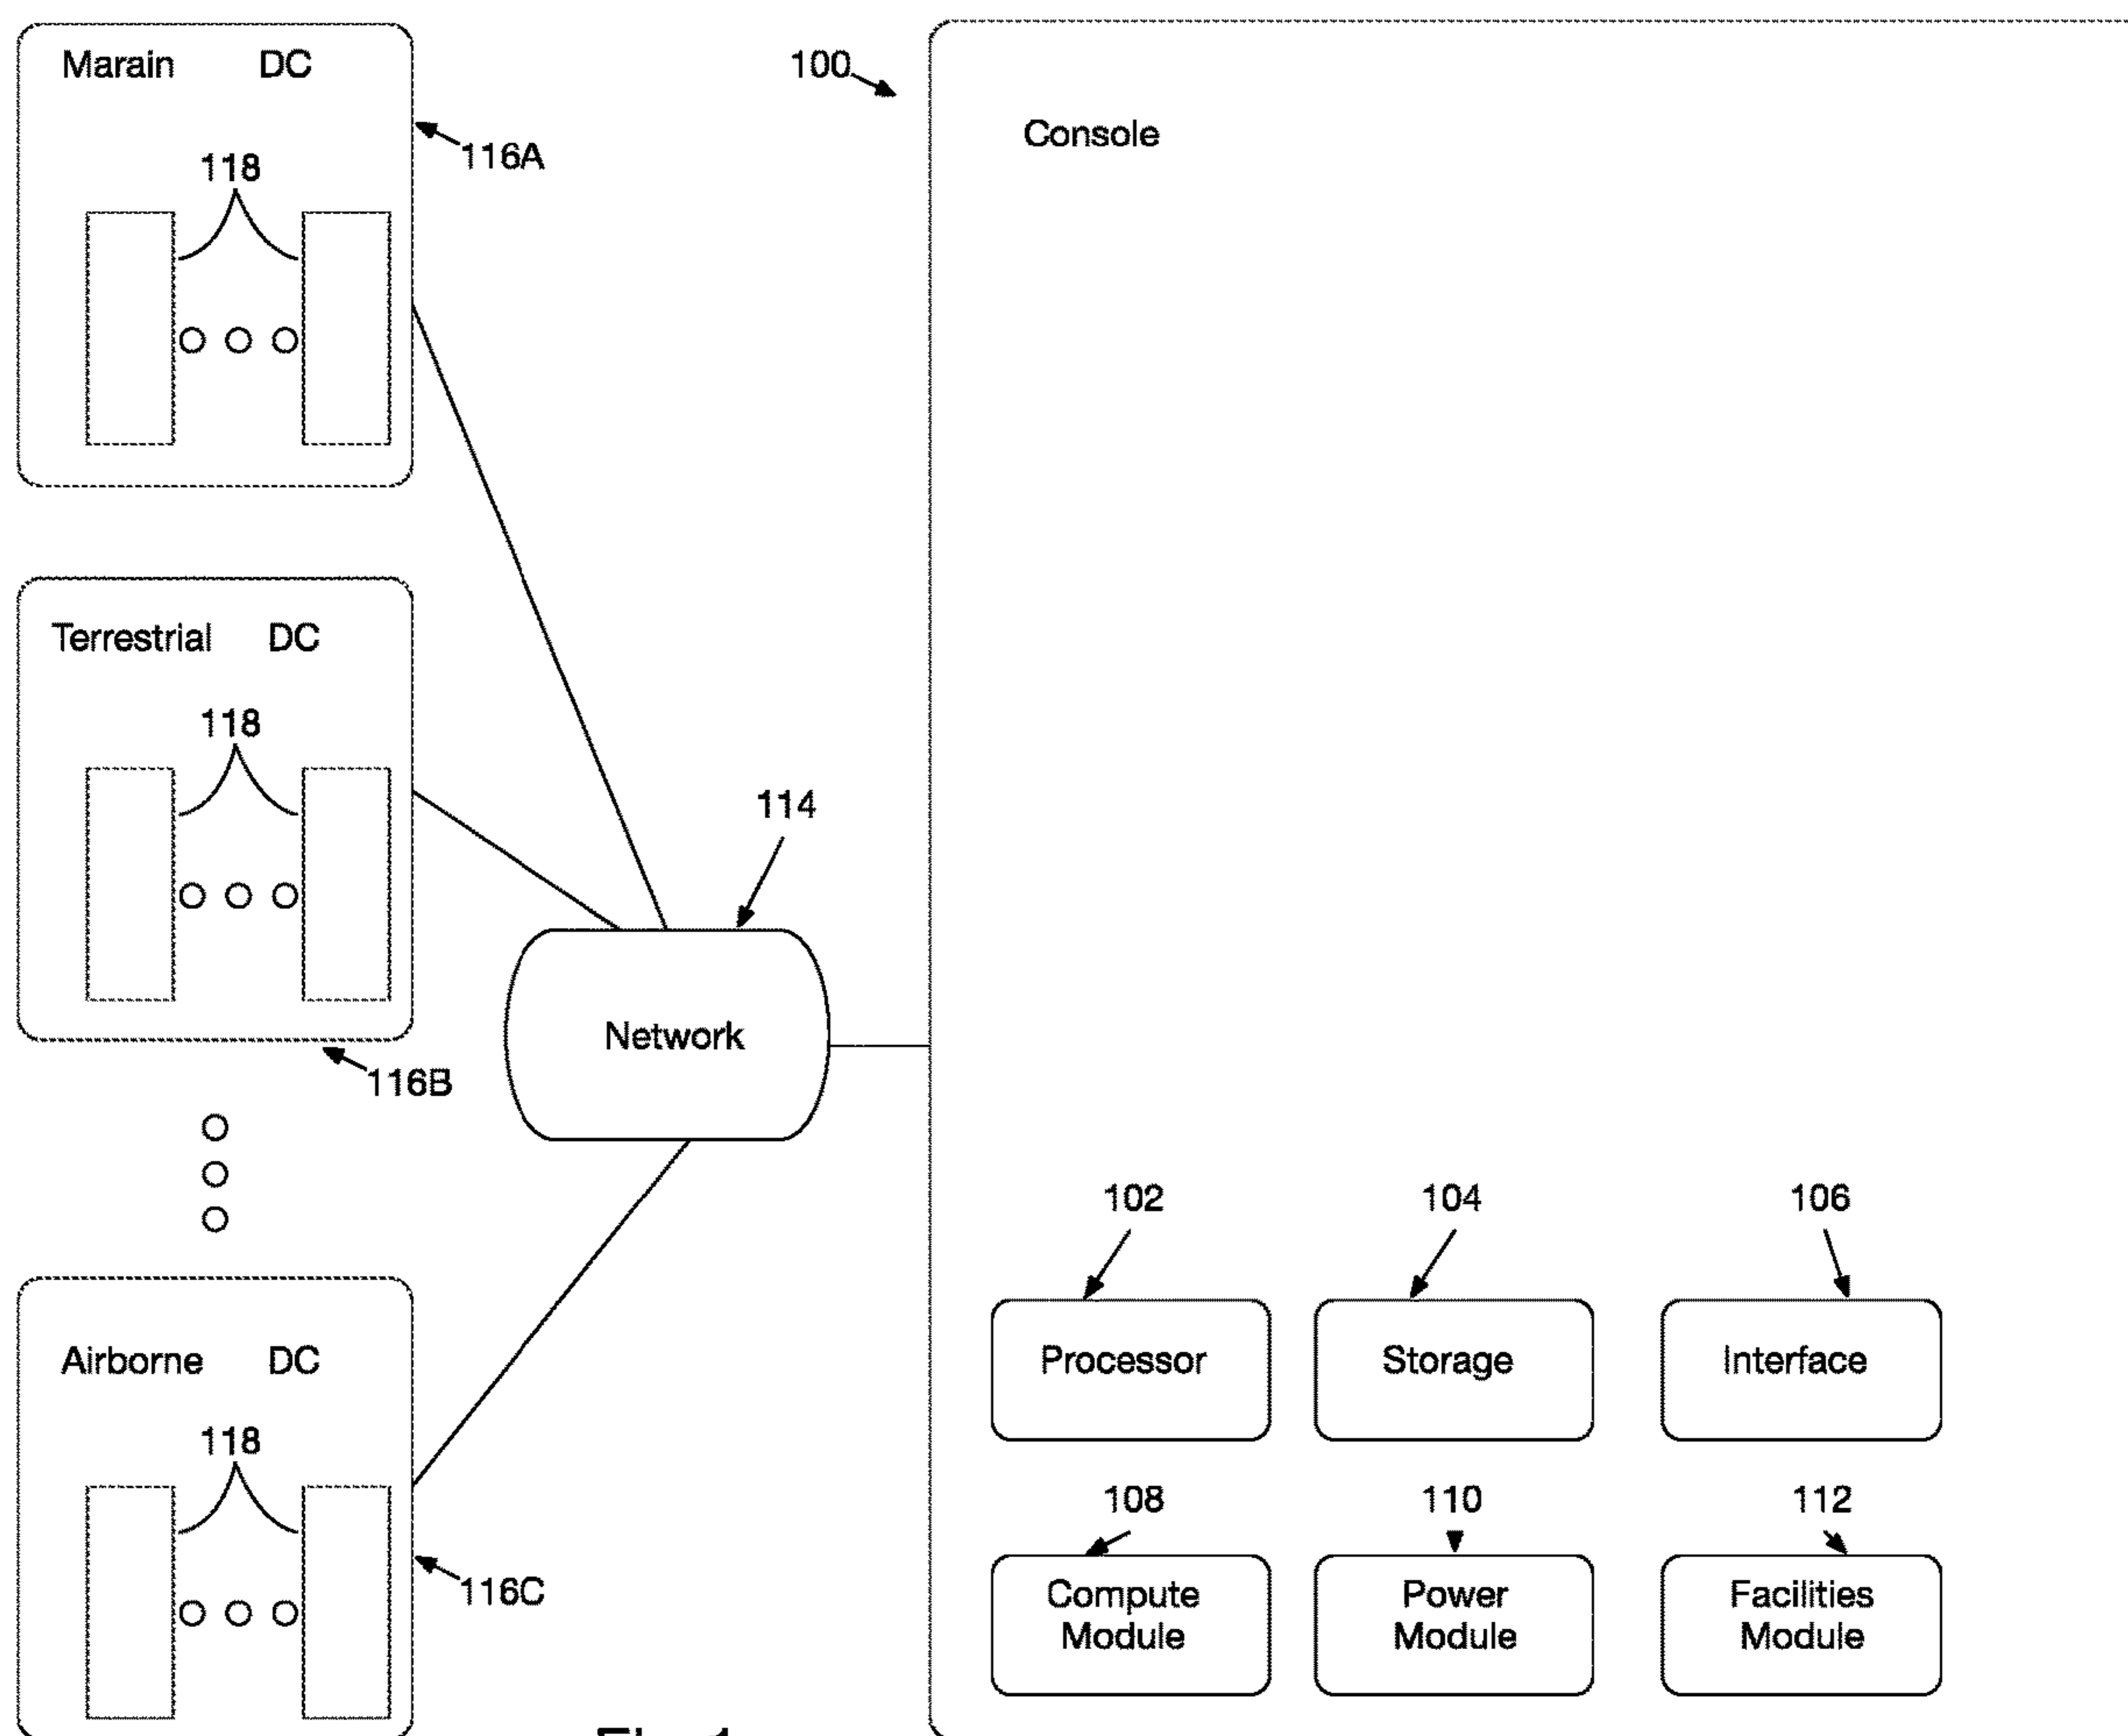 Marain DC
116A
118
Terrestrial DC
118
116B
Airborne DC
118
116C
114
Network
100
Console
102 104 106
Processor Storage Interface
108 110 112
Compute Module
Power Module
Facilities Module